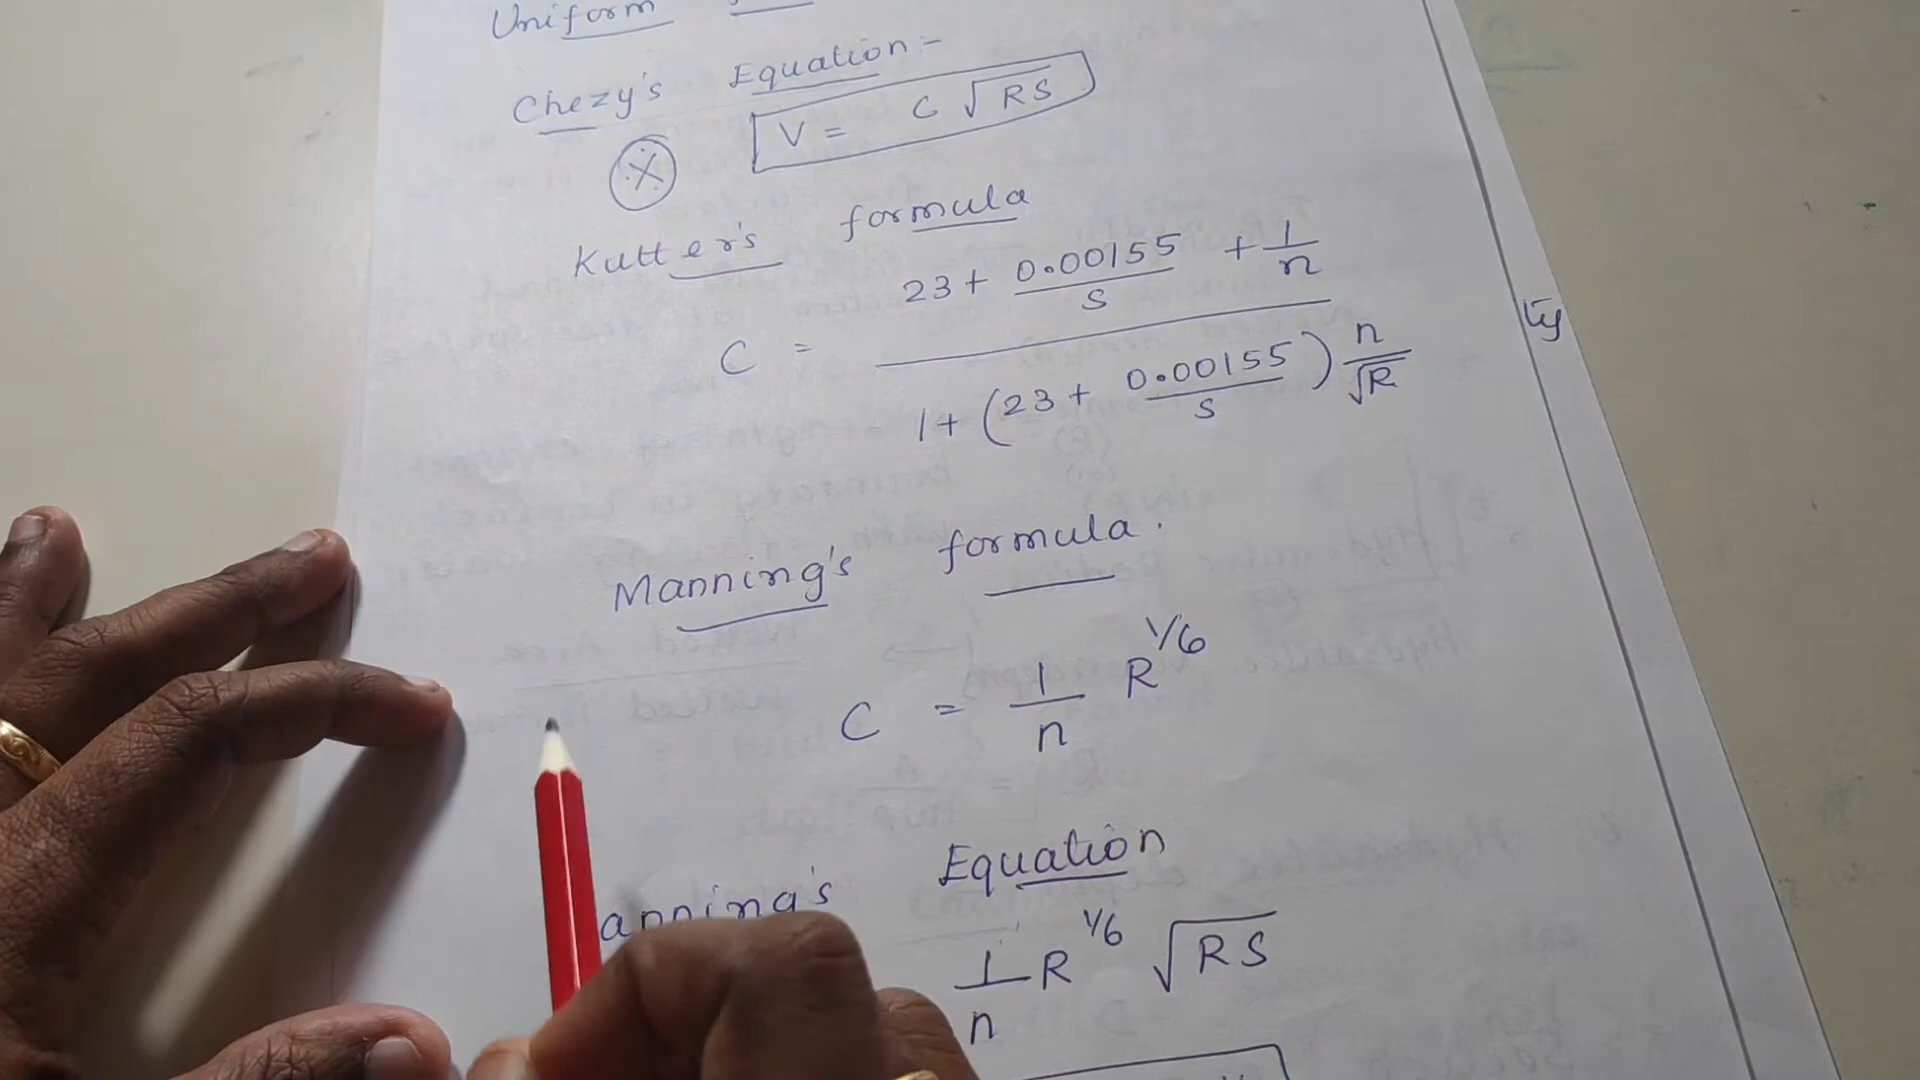 Uniform
Chezy's Equation :-
V = C √RS
Kutter's formula
C = (23 + 0.00155/S + 1/n) / (1 + (23 + 0.00155/S) n/√R)
Manning's formula.
C = 1/n R^1/6
anning's Equation
1/n R^1/6 √RS